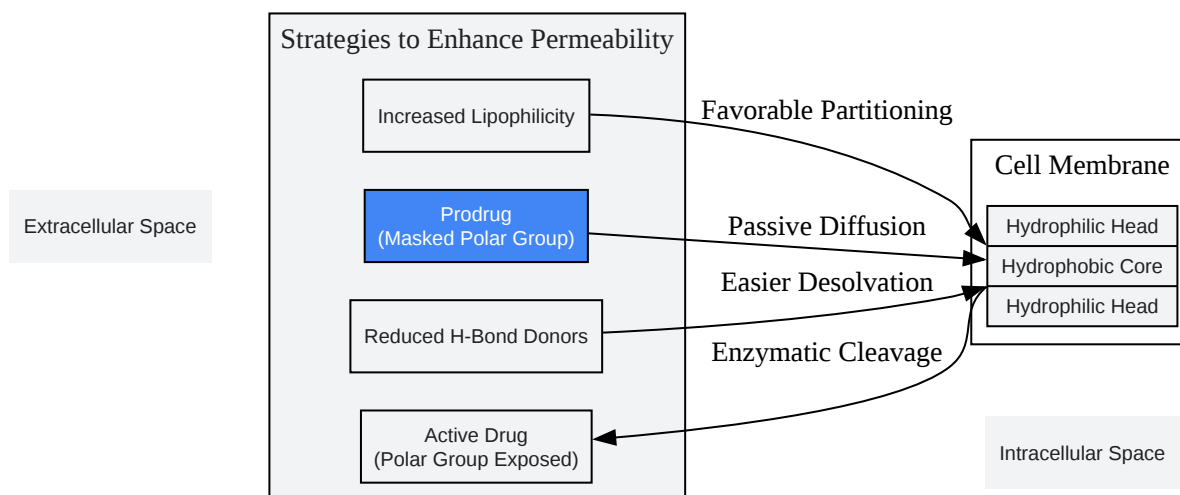 Strategies to Enhance Permeability
Increased Lipophilicity
Favorable Partitioning
Cell Membrane
Extracellular Space
Prodrug
(Masked Polar Group)
Passive Diffusion
Hydrophilic Head
Hydrophobic Core
Hydrophilic Head
Easier Desolvation
Reduced H-Bond Donors
Enzymatic Cleavage
Active Drug
(Polar Group Exposed)
Intracellular Space